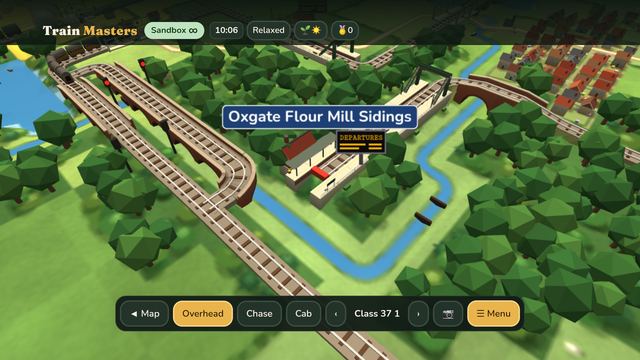 Train Masters
Sandbox ∞
10:06
Relaxed
0
Oxgate Flour Mill Sidings
DEPARTURES
◄ Map
Overhead
Chase
Cab
‹
Class 37 1
›
☰ Menu